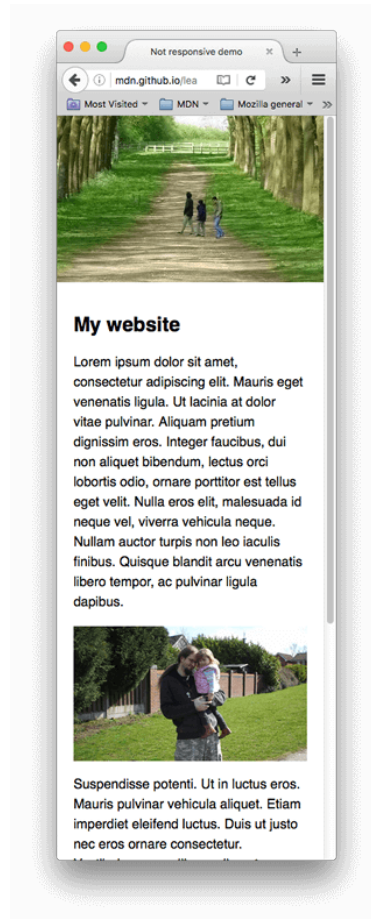 Not responsive demo
mdn.github.io/lea
Most Visited MDN Mozilla general
My website
Lorem ipsum dolor sit amet,
consectetur adipiscing elit. Mauris eget
venenatis ligula. Ut lacinia at dolor
vitae pulvinar. Aliquam pretium
dignissim eros. Integer faucibus, dui
non aliquet bibendum, lectus orci
lobortis odio, ornare porttitor est tellus
eget velit. Nulla eros elit, malesuada id
neque vel, viverra vehicula neque.
Nullam auctor turpis non leo iaculis
finibus. Quisque blandit arcu venenatis
libero tempor, ac pulvinar ligula
dapibus.
Suspendisse potenti. Ut in luctus eros.
Mauris pulvinar vehicula aliquet. Etiam
imperdiet eleifend luctus. Duis ut justo
nec eros ornare consectetur.